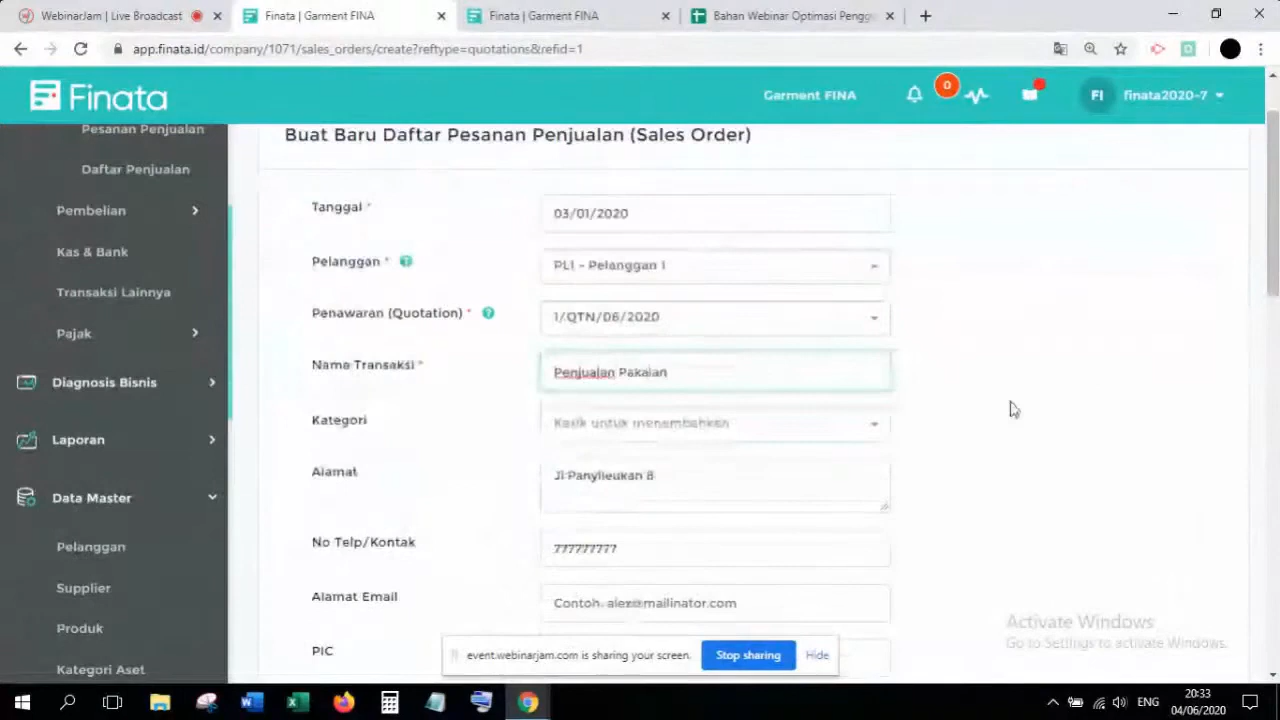 WebinarJam | Live Broadcast
Finata | Garment FINA
Finata | Garment FINA
Bahan Webinar Optimasi Pengg
app.finata.id/company/1071/sales_orders/create?reftype=quotations&refid=1
Finata
Garment FINA
0
FI
finata2020-7
Pesanan Penjualan
Daftar Penjualan
Pembelian
Kas & Bank
Transaksi Lainnya
Pajak
Diagnosis Bisnis
Laporan
Data Master
Pelanggan
Supplier
Produk
Kategori Aset
Buat Baru Daftar Pesanan Penjualan (Sales Order)
Tanggal *
03/01/2020
Pelanggan *
PL1 - Pelanggan 1
Penawaran (Quotation) *
1/QTN/06/2020
Nama Transaksi *
Penjualan Pakaian
Kategori
untuk menambahkan
Alamat
Jl Panyileukan 8
No Telp/Kontak
777777777
Alamat Email
Contoh: alex@mailinator.com
PIC
event.webinarjam.com is sharing your screen.
Stop sharing
Hide
Activate Windows
Go to Settings to activate Windows.
ENG
20:33
04/06/2020